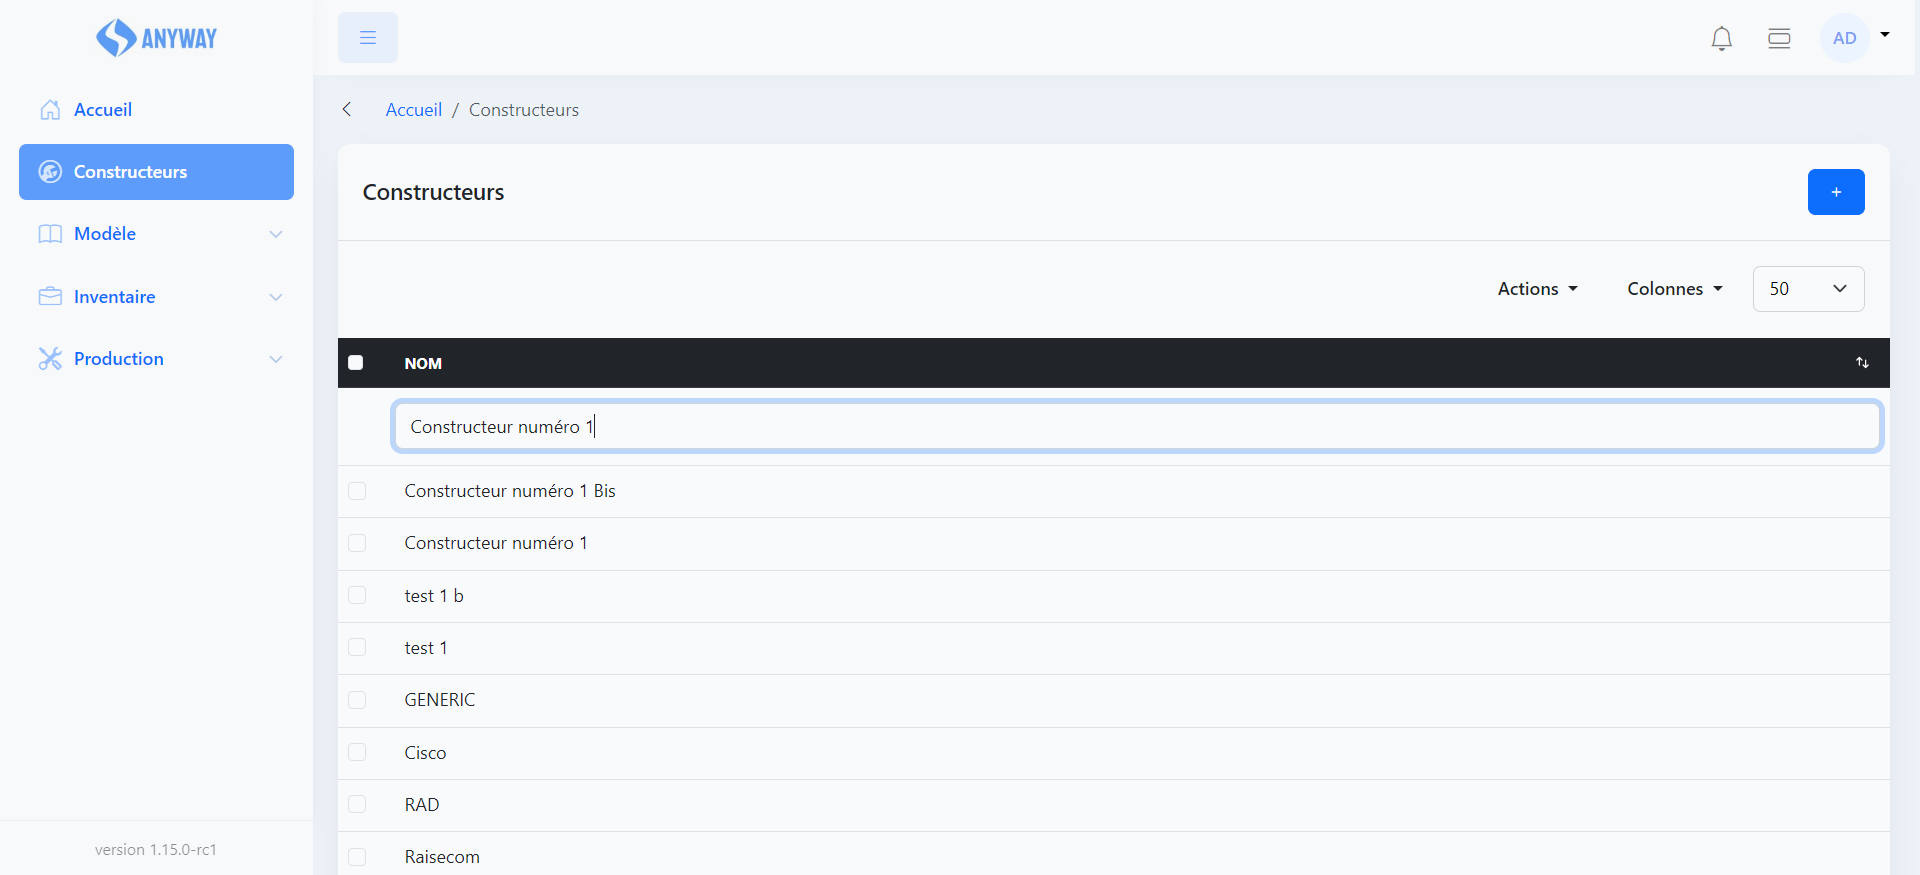 ANYWAY
AD
Accueil
Accueil / Constructeurs
Constructeurs
Modèle
Inventaire
Production
version 1.15.0-rc1
Constructeurs
+
Actions
Colonnes
50
NOM
Constructeur numéro 1
Constructeur numéro 1 Bis
Constructeur numéro 1
test 1 b
test 1
GENERIC
Cisco
RAD
Raisecom